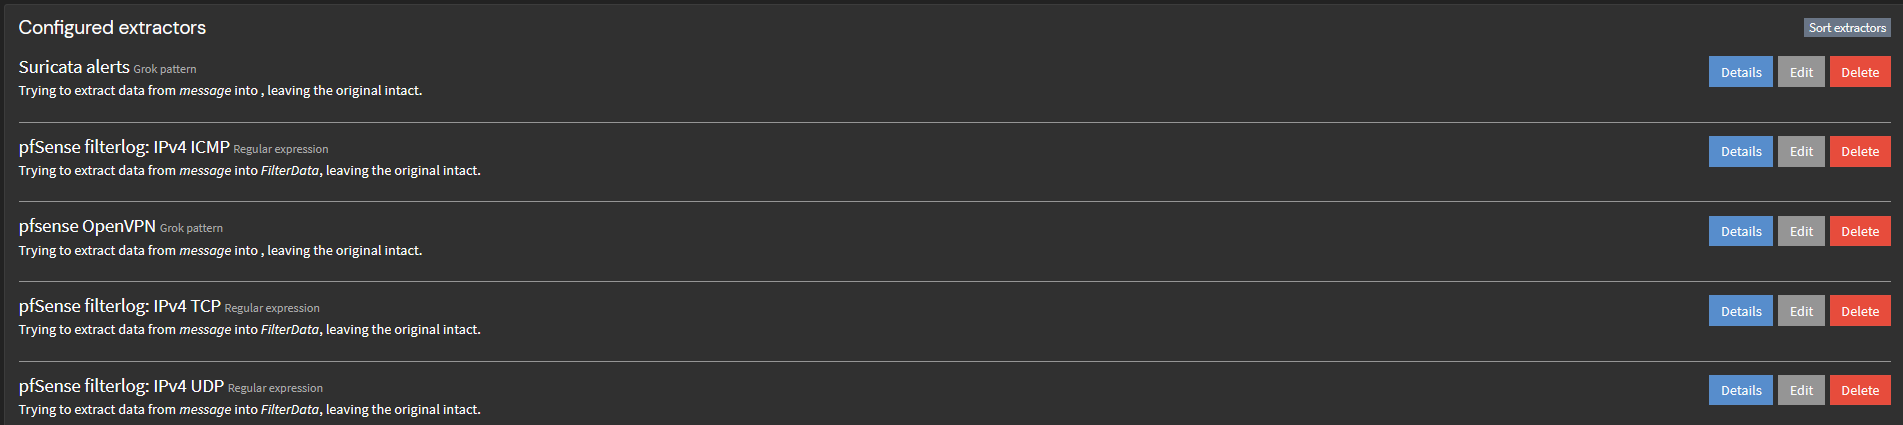 Configured extractors
Sort extractors
Suricata alerts Grok pattern
Details Edit Delete
Trying to extract data from message into , leaving the original intact.
pfSense filterlog: IPv4 ICMP Regular expression
Details Edit Delete
Trying to extract data from message into FilterData, leaving the original intact.
pfsense OpenVPN Grok pattern
Details Edit Delete
Trying to extract data from message into , leaving the original intact.
pfSense filterlog: IPv4 TCP Regular expression
Details Edit Delete
Trying to extract data from message into FilterData, leaving the original intact.
pfSense filterlog: IPv4 UDP Regular expression
Details Edit Delete
Trying to extract data from message into FilterData, leaving the original intact.